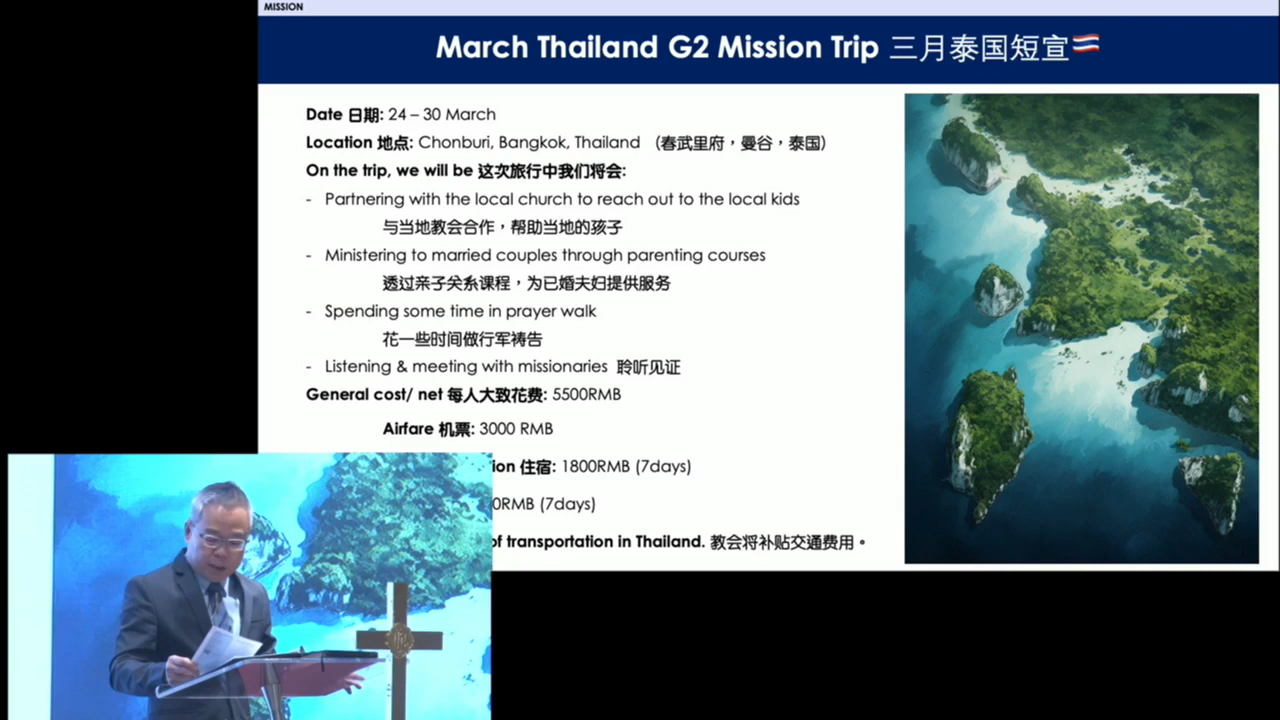 MISSION
March Thailand G2 Mission Trip 三月泰国短宣
Date 日期: 24 – 30 March
Location 地点: Chonburi, Bangkok, Thailand （春武里府，曼谷，泰国）
On the trip, we will be 这次旅行中我们将会:
- Partnering with the local church to reach out to the local kids
与当地教会合作，帮助当地的孩子
- Ministering to married couples through parenting courses
透过亲子关系课程，为已婚夫妇提供服务
- Spending some time in prayer walk
花一些时间做行军祷告
- Listening & meeting with missionaries 聆听见证
General cost/ net 每人大致花费: 5500RMB
Airfare 机票: 3000 RMB
ion 住宿: 1800RMB (7days)
0RMB (7days)
of transportation in Thailand. 教会将补贴交通费用。